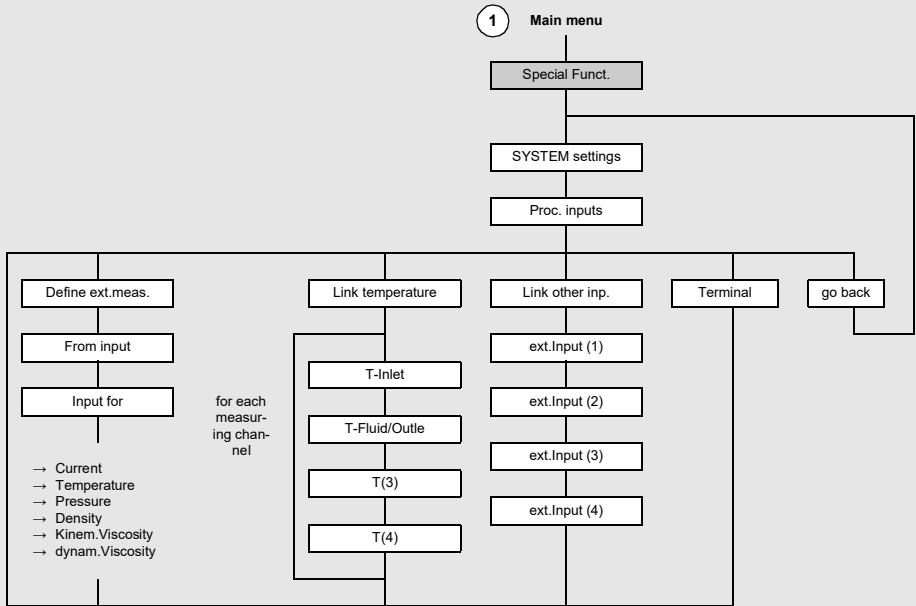 1 Main menu
Special Funct.
SYSTEM settings
Proc. inputs
Define ext.meas.
From input
Input for
→ Current
→ Temperature
→ Pressure
→ Density
→ Kinem.Viscosity
→ dynam.Viscosity
Link temperature
for each
measur-
ing chan-
nel
T-Inlet
T-Fluid/Outle
T(3)
T(4)
Link other inp.
ext.Input (1)
ext.Input (2)
ext.Input (3)
ext.Input (4)
Terminal
go back